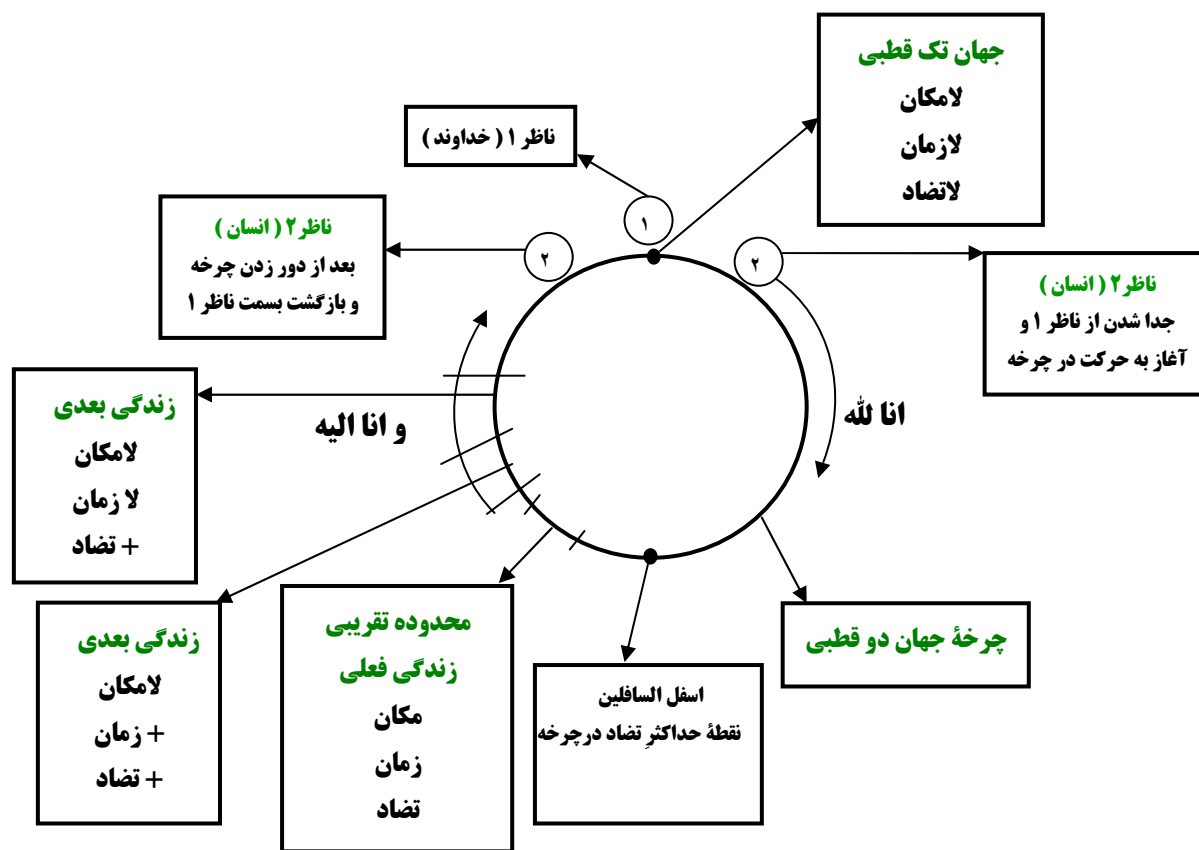 جهان تک قطبی
لامکان
لازمان
لاتضاد
ناظر ۱ ( خداوند )
۱
ناظر۲ ( انسان )
بعد از دور زدن چرخه
و بازگشت بسمت ناظر ۱
۲
۲
ناظر۲ ( انسان )
جدا شدن از ناظر ۱ و
آغاز به حرکت در چرخه
انا لله
و انا الیه
زندگی بعدی
لامکان
لا زمان
+ تضاد
زندگی بعدی
لامکان
+ زمان
+ تضاد
محدوده تقریبی
زندگی فعلی
مکان
زمان
تضاد
اسفل السافلین
نقطۀ حداکثرِ تضاد درچرخه
چرخۀ جهان دو قطبی